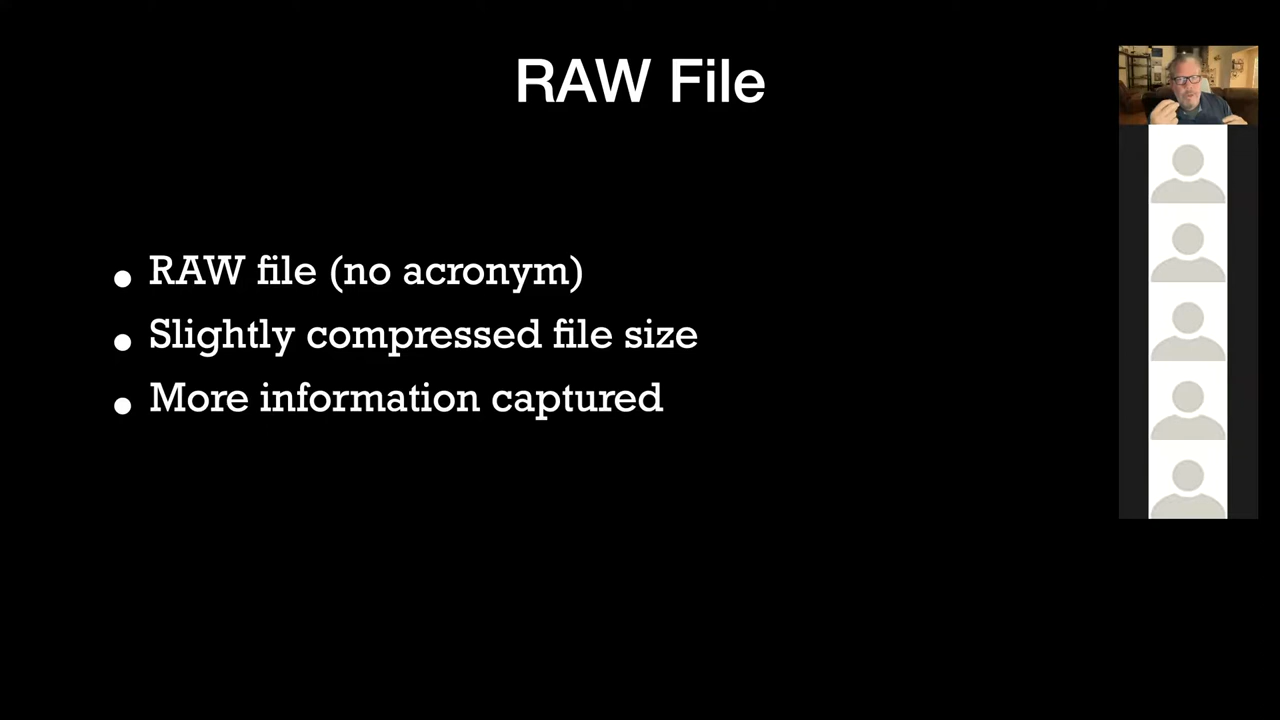 RAW File
• RAW file (no acronym)
• Slightly compressed file size
• More information captured